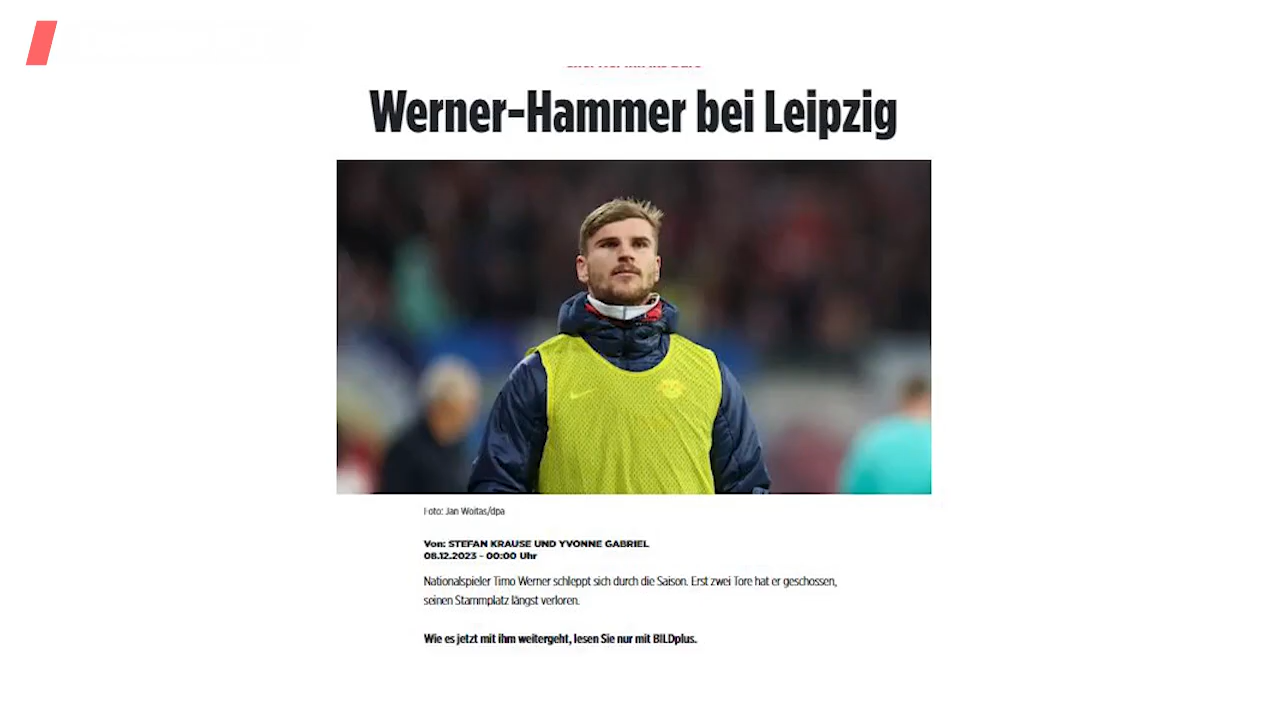 Werner-Hammer bei Leipzig
Foto: Jan Woitas/dpa
Von: STEFAN KRAUSE UND YVONNE GABRIEL
08.12.2023 - 00:00 Uhr
Nationalspieler Timo Werner schleppt sich durch die Saison. Erst zwei Tore hat er geschossen,
seinen Stammplatz längst verloren.
Wie es jetzt mit ihm weitergeht, lesen Sie nur mit BILDplus.